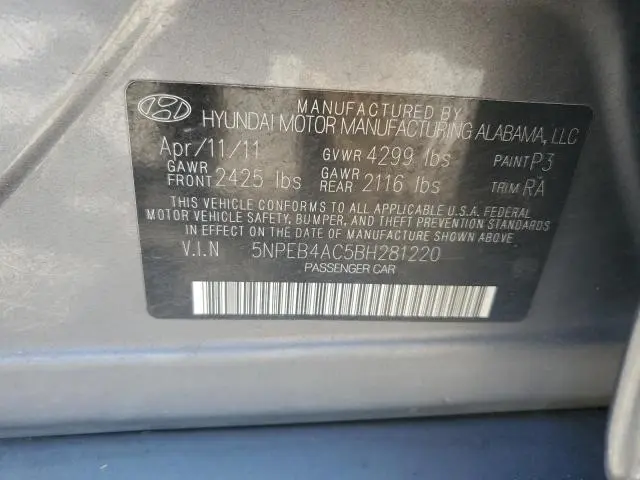 MANUFACTURED BY
HYUNDAI MOTOR MANUFACTURING ALABAMA, LLC
Apr/11/11 GVWR 4299 lbs PAINT P3
GAWR FRONT 2425 lbs GAWR REAR 2116 lbs TRIM RA
THIS VEHICLE CONFORMS TO ALL APPLICABLE U.S.A. FEDERAL
MOTOR VEHICLE SAFETY, BUMPER, AND THEFT PREVENTION STANDARDS
IN EFFECT ON THE DATE OF MANUFACTURE SHOWN ABOVE.
V.I.N 5NPEB4AC5BH281220
PASSENGER CAR